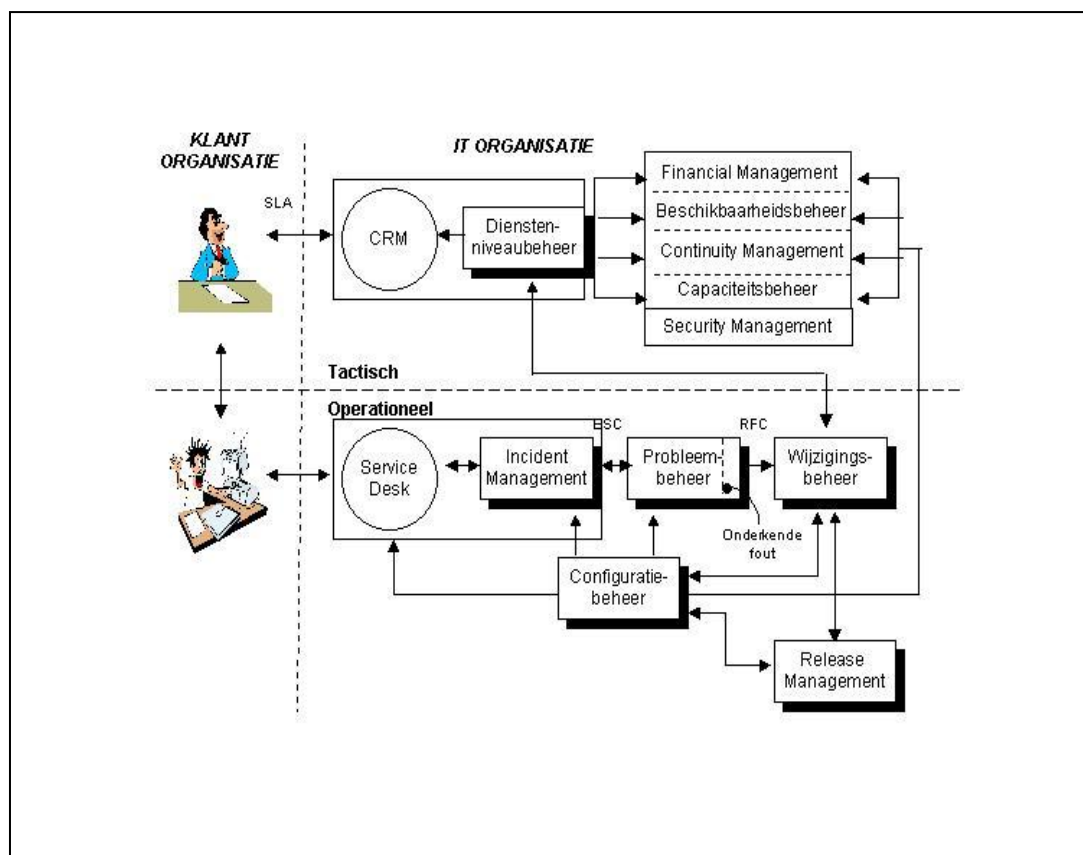 KLANT
ORGANISATIE
IT ORGANISATIE
SLA
CRM
Diensten-
niveaubeheer
Financial Management
Beschikbaarheidsbeheer
Continuity Management
Capaciteitsbeheer
Security Management
Tactisch
Operationeel
Service
Desk
Incident
Management
ESC
Probleem-
beheer
RFC
Wijzigings-
beheer
Onderkende
fout
Configuratie-
beheer
Release
Management